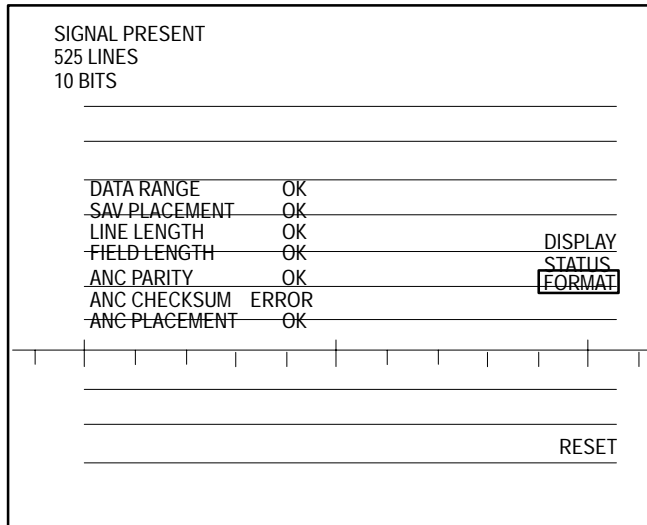 SIGNAL PRESENT
525 LINES
10 BITS
DATA RANGE OK
SAV PLACEMENT OK
LINE LENGTH OK
FIELD LENGTH OK
ANC PARITY OK
ANC CHECKSUM ERROR
ANC PLACEMENT OK
DISPLAY
STATUS
FORMAT
RESET